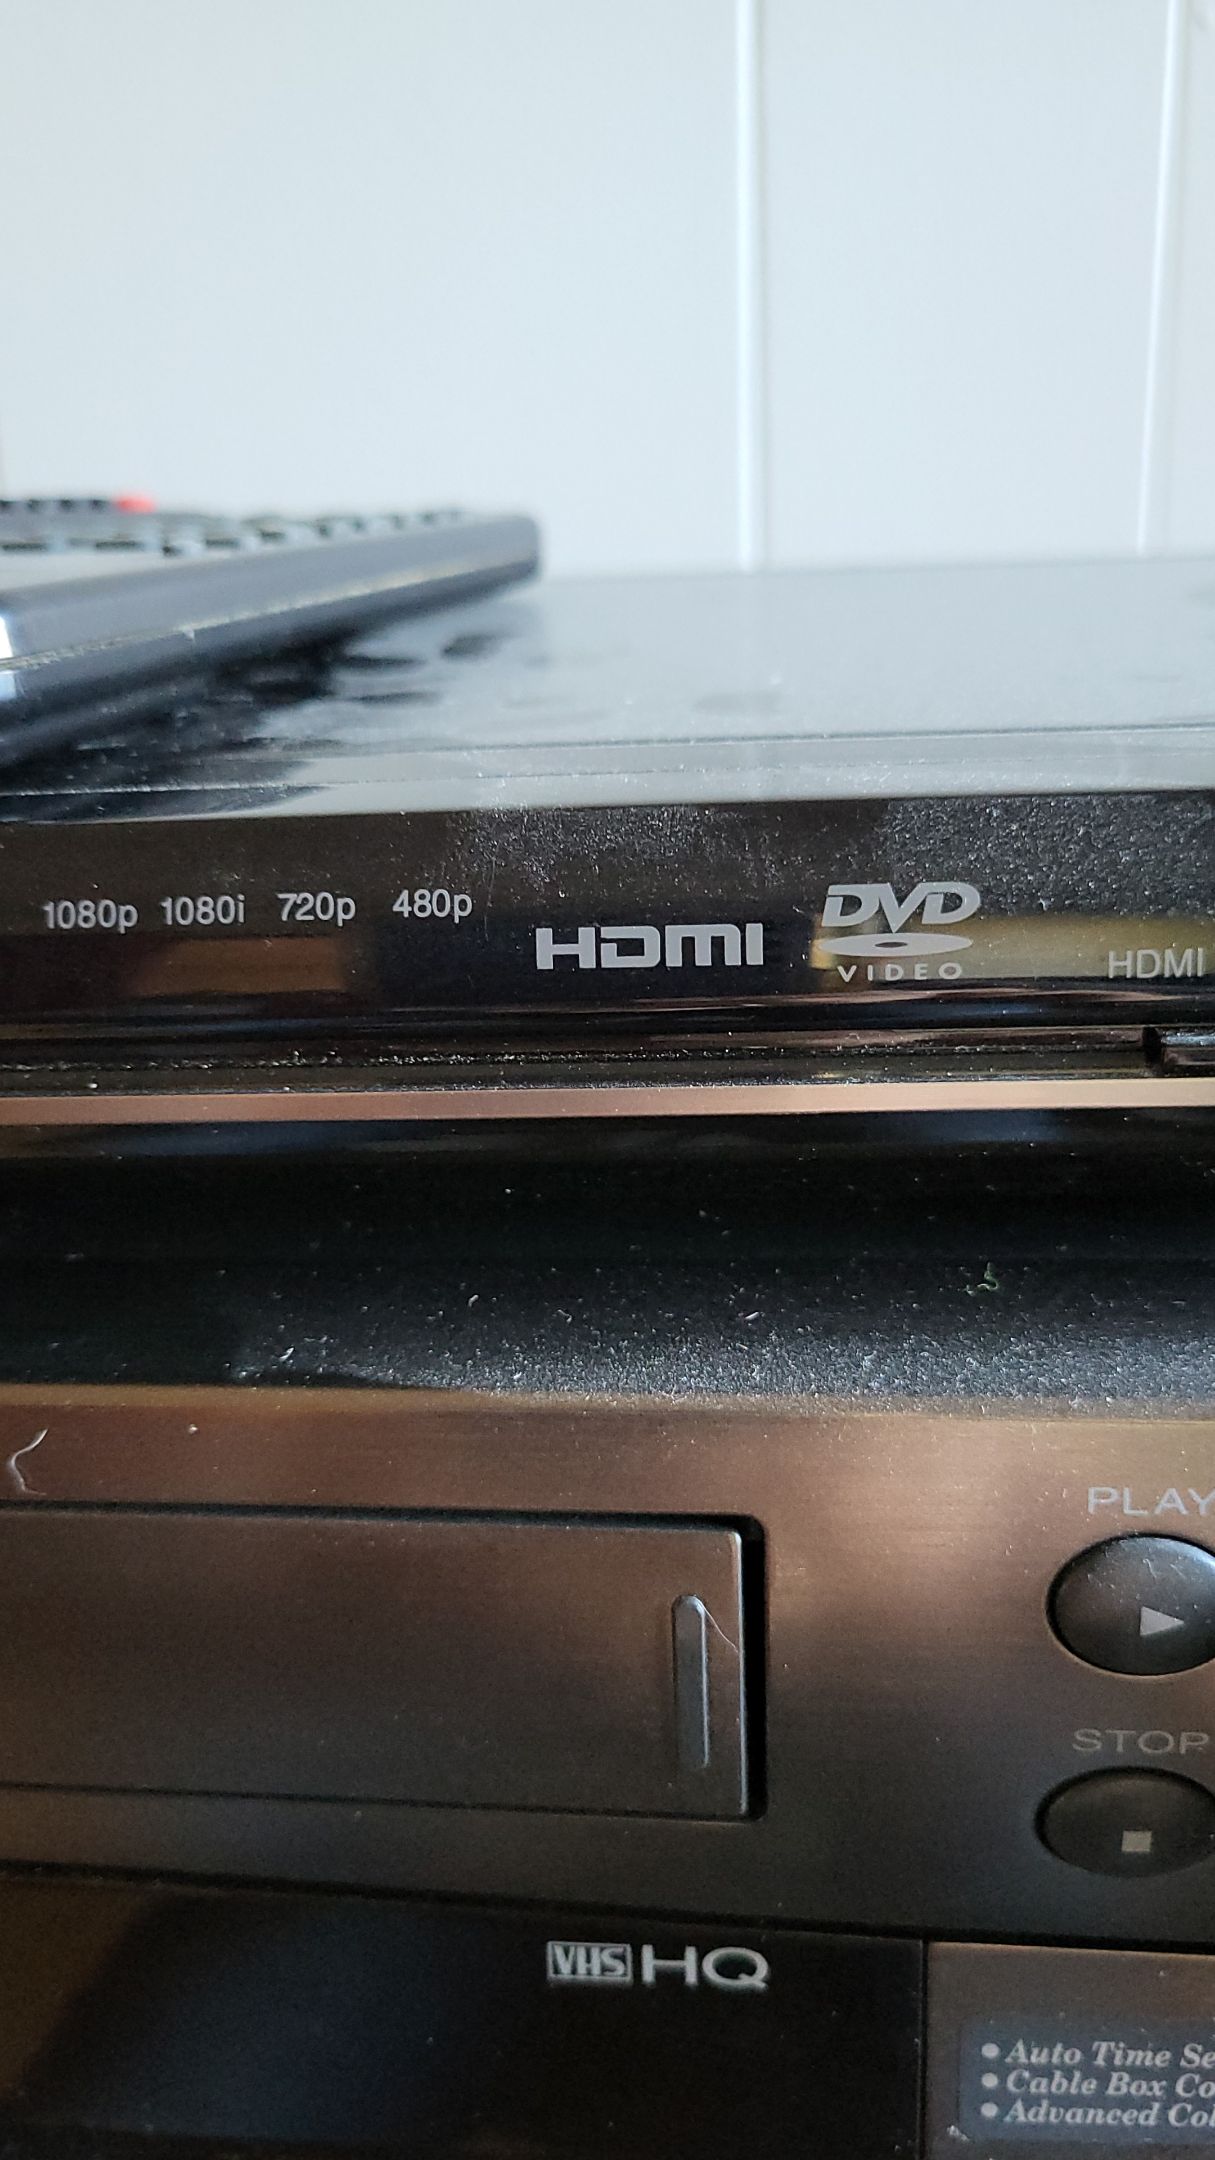 1080p 1080i 720p 480p
HDMI
DVD
VIDEO
HDMI
PLAY
STOP
VHS HQ
• Auto Time Se
• Cable Box Co
• Advanced Col